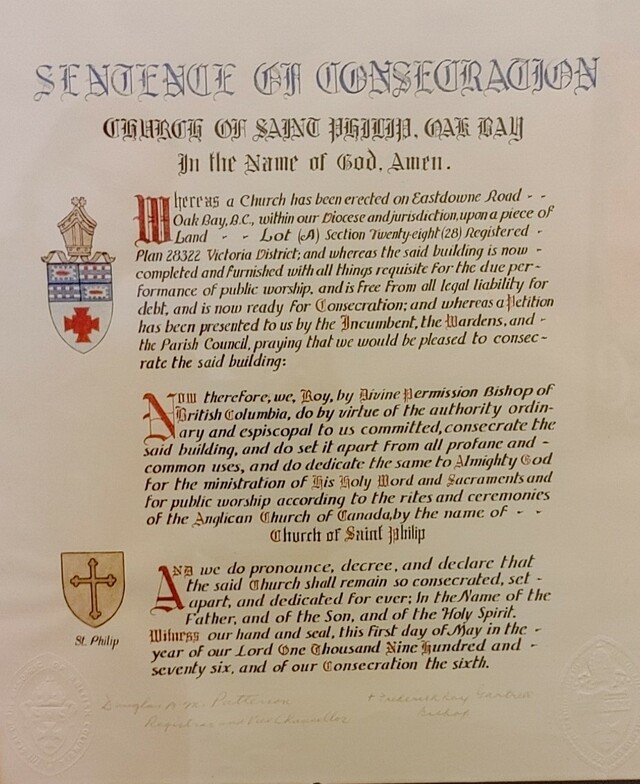 SENTENCE OF CONSECRATION
CHURCH OF SAINT PHILIP, OAK BAY
In the Name of God, Amen.
Whereas a Church has been erected on Eastdowne Road - -
Oak Bay, B.C., within our Diocese and jurisdiction, upon a piece of
Land - - Lot (A) Section Twenty-eight (28) Registered -
Plan 28322 Victoria District; and whereas the said building is now -
completed and furnished with all things requisite for the due per-
formance of public worship, and is free from all legal liability for
debt, and is now ready for Consecration; and whereas a Petition
has been presented to us by the Incumbent, the Wardens, and -
the Parish Council, praying that we would be pleased to consec-
rate the said building:
Now therefore, we, Roy, by Divine Permission Bishop of
British Columbia, do by virtue of the authority ordin-
ary and espiscopal to us committed, consecrate the
said building, and do set it apart from all profane and -
common uses, and do dedicate the same to Almighty God
for the ministration of His Holy Word and Sacraments and
for public worship according to the rites and ceremonies
of the Anglican Church of Canada, by the name of - -
Church of Saint Philip
And we do pronounce, decree, and declare that
the said Church shall remain so consecrated, set -
apart, and dedicated for ever; In the Name of the
Father, and of the Son, and of the Holy Spirit.
Witness our hand and seal, this first day of May in the -
year of our Lord One Thousand Nine Hundred and -
seventy six, and of our Consecration the sixth.
St. Philip
Douglas Patterson
Registrar and Vice Chancellor
+ Frederick Roy
Bishop